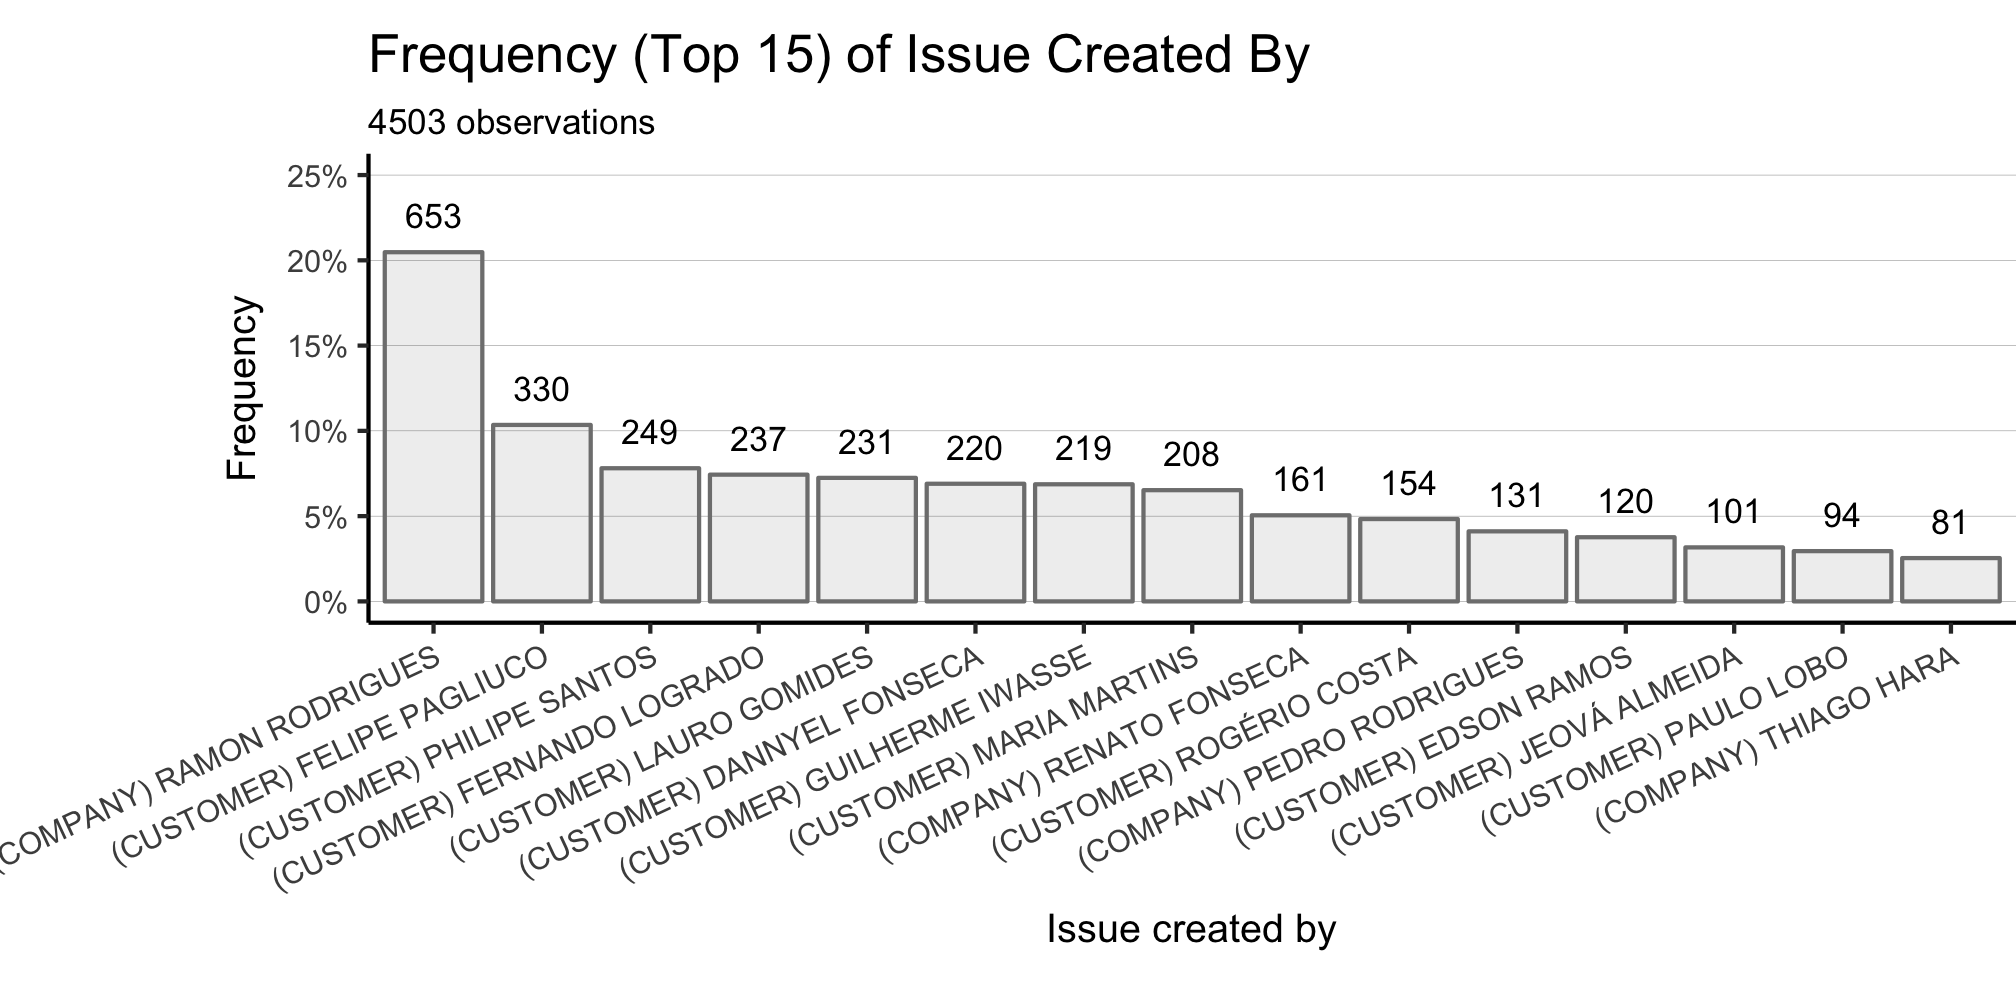 Frequency (Top 15) of Issue Created By
4503 observations
Frequency
25%
20%
15%
10%
5%
0%
653
330
249
237
231
220
219
208
161
154
131
120
101
94
81
(COMPANY) RAMON RODRIGUES
(CUSTOMER) FELIPE PAGLIUCO
(CUSTOMER) PHILIPE SANTOS
(CUSTOMER) FERNANDO LOGRADO
(CUSTOMER) LAURO GOMIDES
(CUSTOMER) DANNYEL FONSECA
(CUSTOMER) GUILHERME IWASSE
(CUSTOMER) MARIA MARTINS
(COMPANY) RENATO FONSECA
(CUSTOMER) ROGÉRIO COSTA
(COMPANY) PEDRO RODRIGUES
(CUSTOMER) EDSON RAMOS
(CUSTOMER) JEOVÁ ALMEIDA
(CUSTOMER) PAULO LOBO
(COMPANY) THIAGO HARA
Issue created by